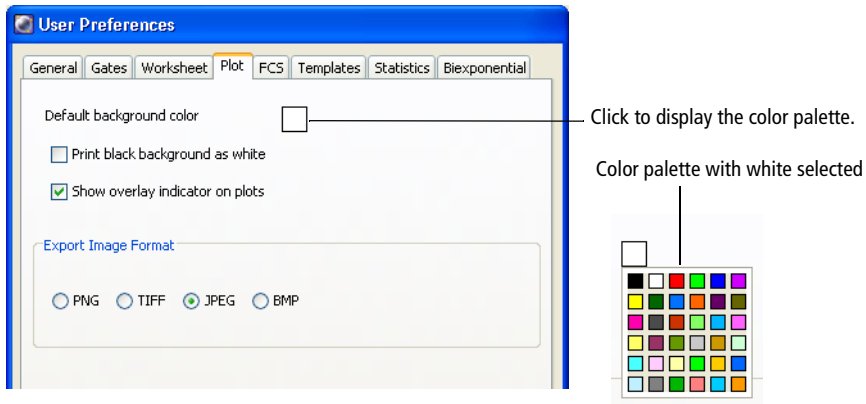 User Preferences
General Gates Worksheet Plot FCS Templates Statistics Biexponential
Default background color
Click to display the color palette.
Print black background as white
Color palette with white selected
Show overlay indicator on plots
Export Image Format
PNG TIFF JPEG BMP